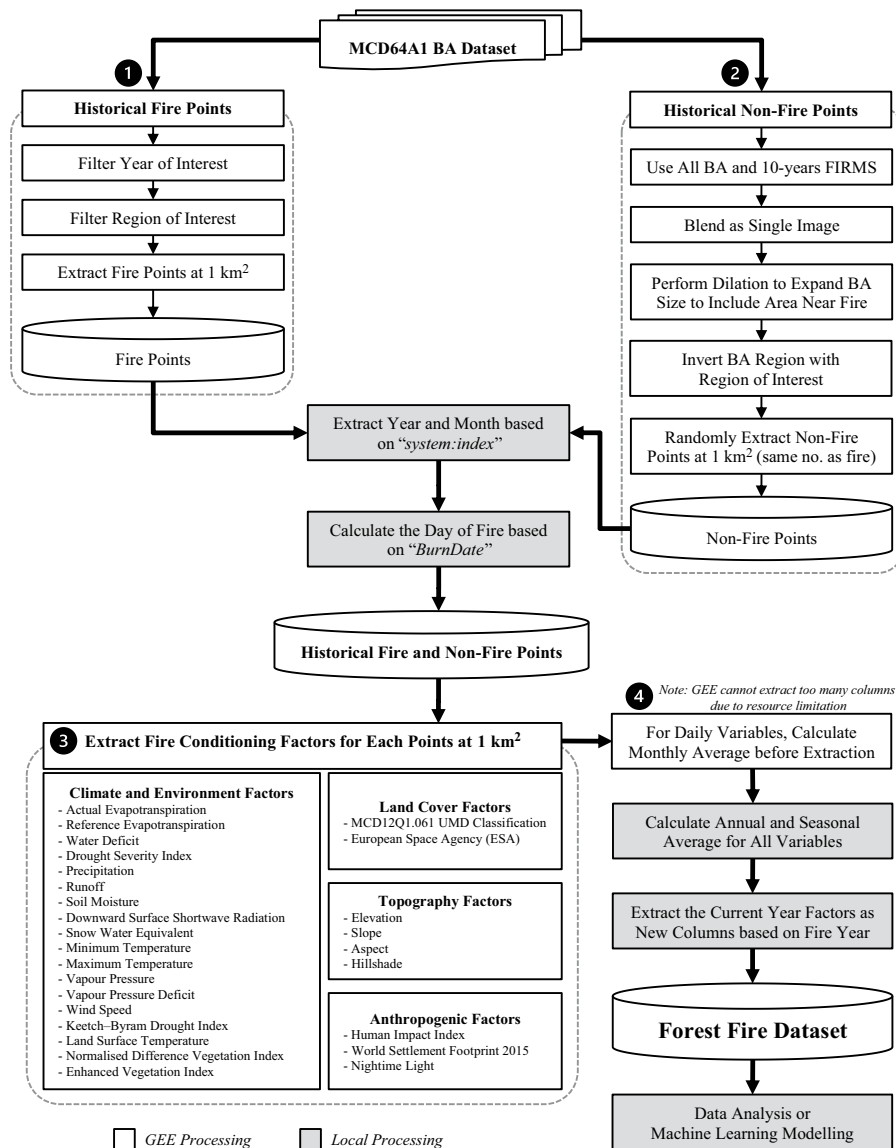 MCD64A1 BA Dataset
1
Historical Fire Points
Filter Year of Interest
Filter Region of Interest
Extract Fire Points at 1 km²
Fire Points
2
Historical Non-Fire Points
Use All BA and 10-years FIRMS
Blend as Single Image
Perform Dilation to Expand BA
Size to Include Area Near Fire
Invert BA Region with
Region of Interest
Randomly Extract Non-Fire
Points at 1 km² (same no. as fire)
Non-Fire Points
Extract Year and Month based
on “system:index”
Calculate the Day of Fire based
on “BurnDate”
Historical Fire and Non-Fire Points
3
Extract Fire Conditioning Factors for Each Points at 1 km²
Climate and Environment Factors
- Actual Evapotranspiration
- Reference Evapotranspiration
- Water Deficit
- Drought Severity Index
- Precipitation
- Runoff
- Soil Moisture
- Downward Surface Shortwave Radiation
- Snow Water Equivalent
- Minimum Temperature
- Maximum Temperature
- Vapour Pressure
- Vapour Pressure Deficit
- Wind Speed
- Keetch–Byram Drought Index
- Land Surface Temperature
- Normalised Difference Vegetation Index
- Enhanced Vegetation Index
Land Cover Factors
- MCD12Q1.061 UMD Classification
- European Space Agency (ESA)
Topography Factors
- Elevation
- Slope
- Aspect
- Hillshade
Anthropogenic Factors
- Human Impact Index
- World Settlement Footprint 2015
- Nightime Light
4
Note: GEE cannot extract too many columns
due to resource limitation
For Daily Variables, Calculate
Monthly Average before Extraction
Calculate Annual and Seasonal
Average for All Variables
Extract the Current Year Factors as
New Columns based on Fire Year
Forest Fire Dataset
Data Analysis or
Machine Learning Modelling
GEE Processing
Local Processing